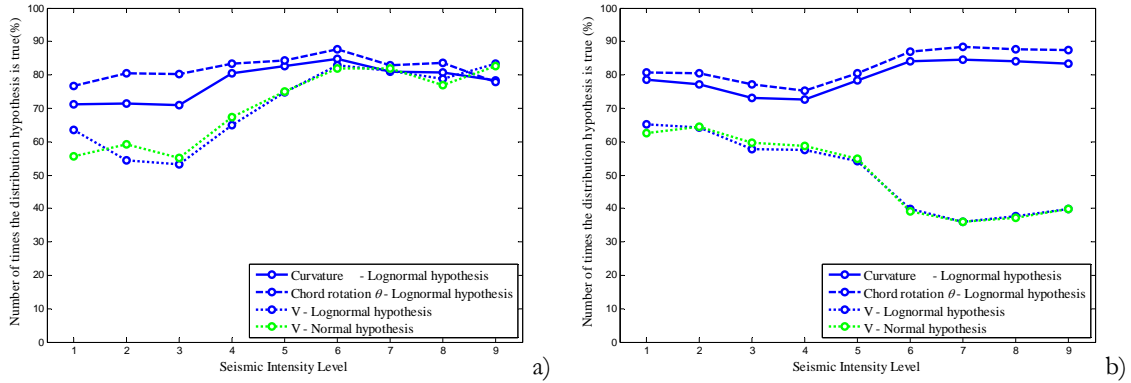 Number of times the distribution hypothesis is true(%)
100
90
80
70
60
50
40
30
20
10
0
1 2 3 4 5 6 7 8 9
Seismic Intensity Level
Curvature - Lognormal hypothesis
Chord rotation θ - Lognormal hypothesis
V - Lognormal hypothesis
V - Normal hypothesis
a)
Number of times the distribution hypothesis is true (%)
100
90
80
70
60
50
40
30
20
10
0
1 2 3 4 5 6 7 8 9
Seismic Intensity Level
Curvature - Lognormal hypothesis
Chord rotation θ - Lognormal hypothesis
V - Lognormal hypothesis
V - Normal hypothesis
b)